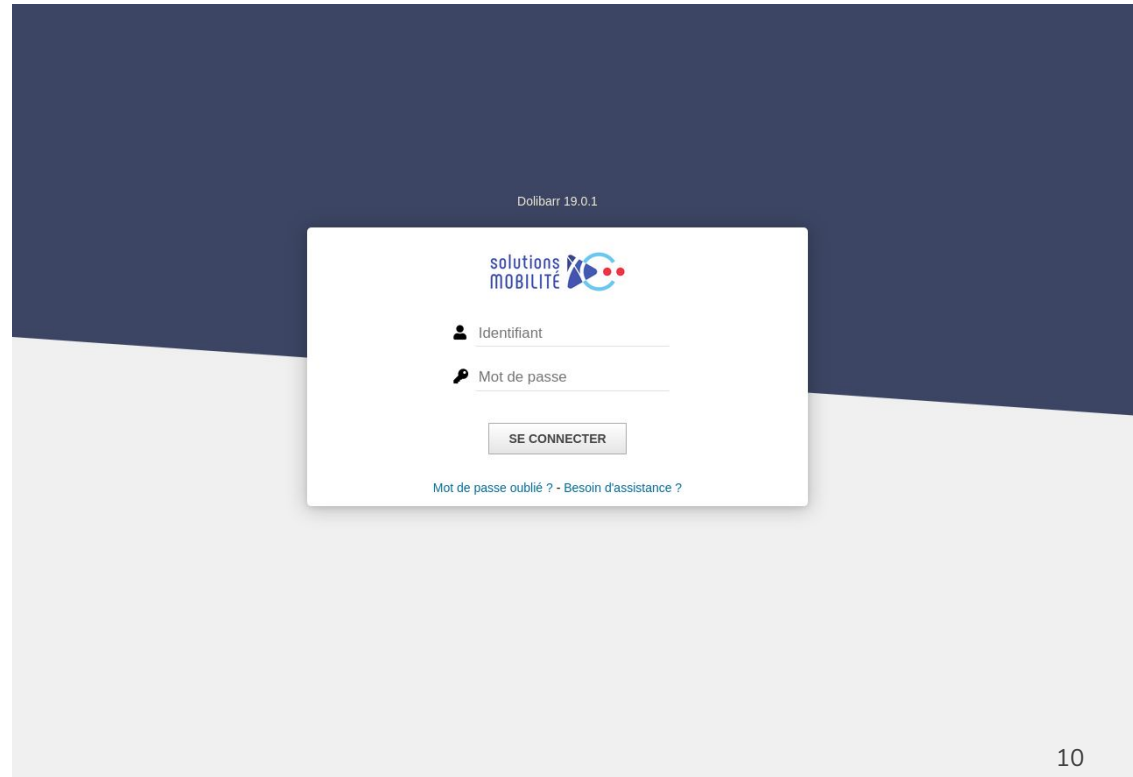 Dolibarr 19.0.1
solutions
MOBILITÉ
Identifiant
Mot de passe
SE CONNECTER
Mot de passe oublié ? - Besoin d'assistance ?
10